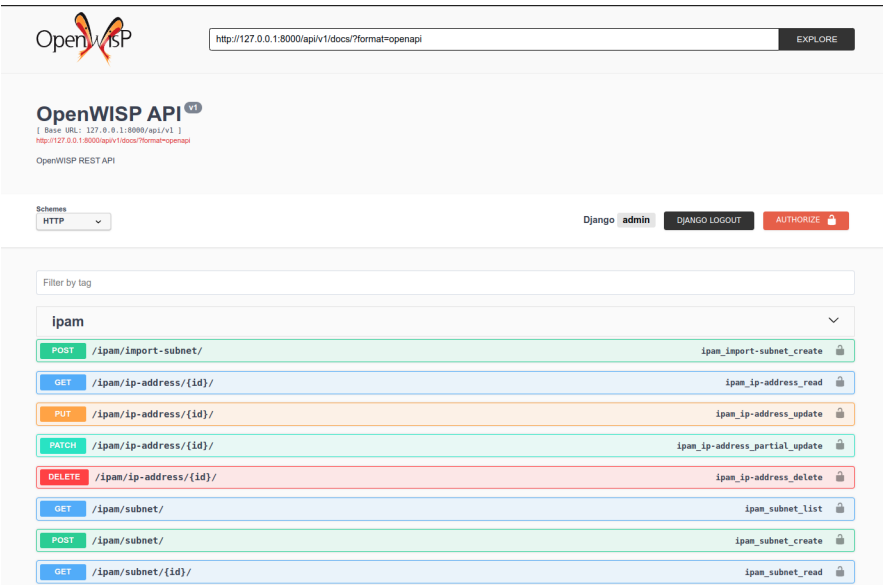 OpenWISP
http://127.0.0.1:8000/api/v1/docs/?format=openapi
EXPLORE
OpenWISP API v1
[ Base URL: 127.0.0.1:8000/api/v1 ]
http://127.0.0.1:8000/api/v1/docs/?format=openapi
OpenWISP REST API
Schemes
HTTP
Django admin
DJANGO LOGOUT
AUTHORIZE
Filter by tag
ipam
POST /ipam/import-subnet/ ipam_import-subnet_create
GET /ipam/ip-address/{id}/ ipam_ip-address_read
PUT /ipam/ip-address/{id}/ ipam_ip-address_update
PATCH /ipam/ip-address/{id}/ ipam_ip-address_partial_update
DELETE /ipam/ip-address/{id}/ ipam_ip-address_delete
GET /ipam/subnet/ ipam_subnet_list
POST /ipam/subnet/ ipam_subnet_create
GET /ipam/subnet/{id}/ ipam_subnet_read